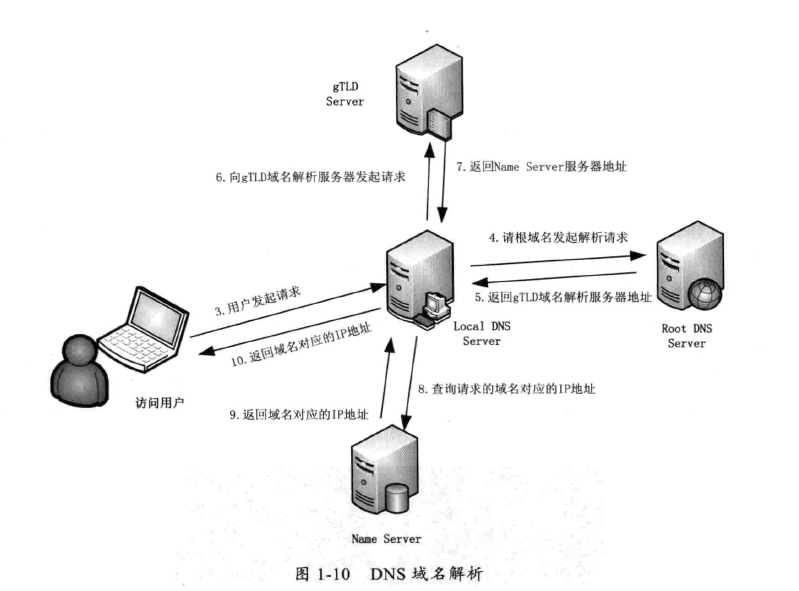 gTLD
Server
6.向gTLD域名解析服务器发起请求
7.返回Name Server服务器地址
4.请根域名发起解析请求
5.返回gTLD域名解析服务器地址
3.用户发起请求
10.返回域名对应的IP地址
Local DNS
Server
Root DNS
Server
访问用户
8.查询请求的域名对应的IP地址
9.返回域名对应的IP地址
Name Server
图 1-10 DNS 域名解析